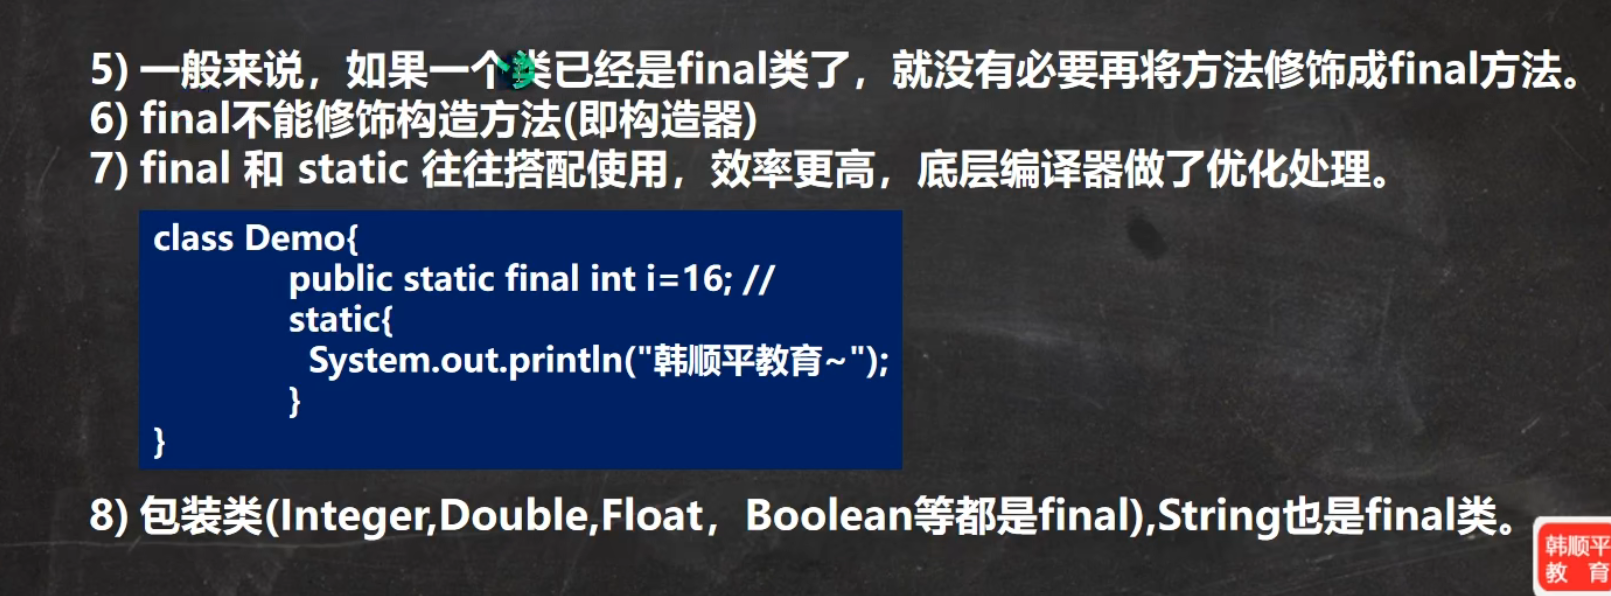 5) 一般来说，如果一个类已经是final类了，就没有必要再将方法修饰成final方法。
6) final不能修饰构造方法(即构造器)
7) final 和 static 往往搭配使用，效率更高，底层编译器做了优化处理。
class Demo{
public static final int i=16; //
static{
System.out.println("韩顺平教育~");
}
}
8) 包装类(Integer,Double,Float，Boolean等都是final),String也是final类。
韩顺平
教 育